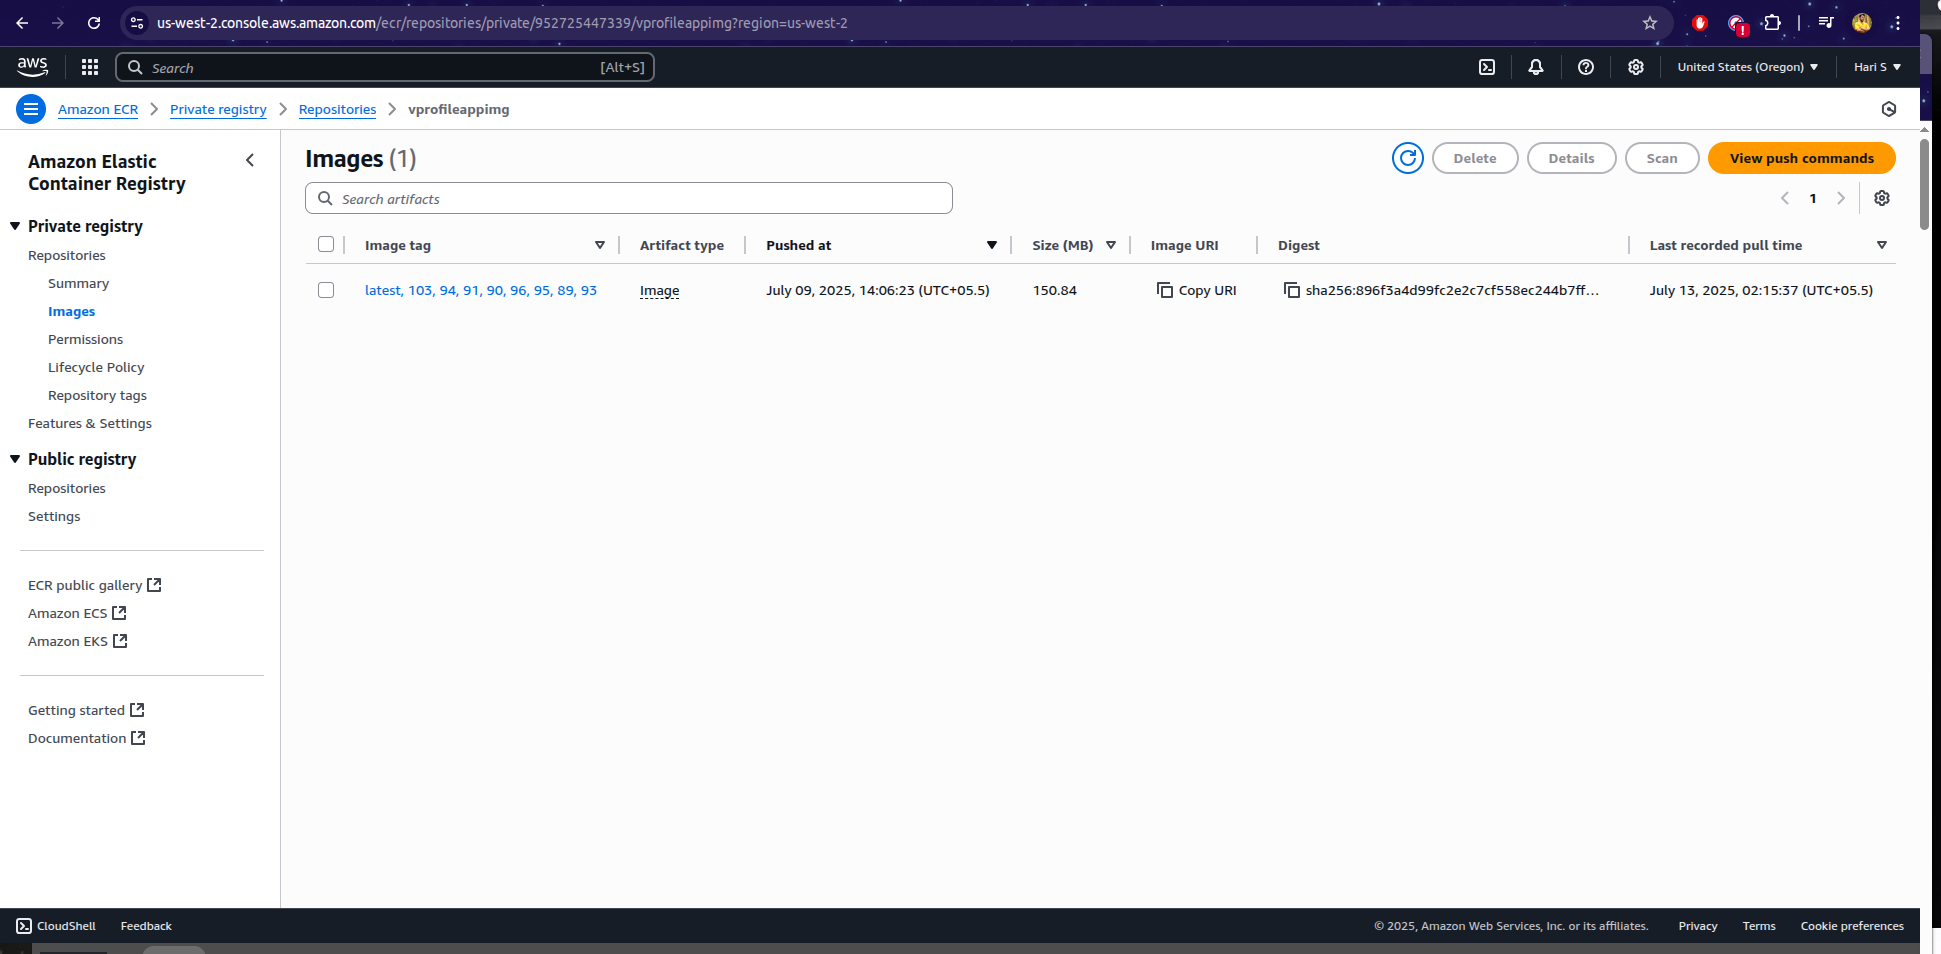 us-west-2.console.aws.amazon.com/ecr/repositories/private/952725447339/vprofileappimg?region=us-west-2
aws
Search [Alt+S]
United States (Oregon)
Hari S
Amazon ECR
Private registry
Repositories
vprofileappimg
Amazon Elastic
Container Registry
Private registry
Repositories
Summary
Images
Permissions
Lifecycle Policy
Repository tags
Features & Settings
Public registry
Repositories
Settings
ECR public gallery
Amazon ECS
Amazon EKS
Getting started
Documentation
Images (1)
Delete
Details
Scan
View push commands
Search artifacts
1
Image tag Artifact type Pushed at Size (MB) Image URI Digest Last recorded pull time
latest, 103, 94, 91, 90, 96, 95, 89, 93 Image July 09, 2025, 14:06:23 (UTC+05.5) 150.84 Copy URI sha256:896f3a4d99fc2e2c7cf558ec244b7ff... July 13, 2025, 02:15:37 (UTC+05.5)
CloudShell
Feedback
© 2025, Amazon Web Services, Inc. or its affiliates.
Privacy
Terms
Cookie preferences